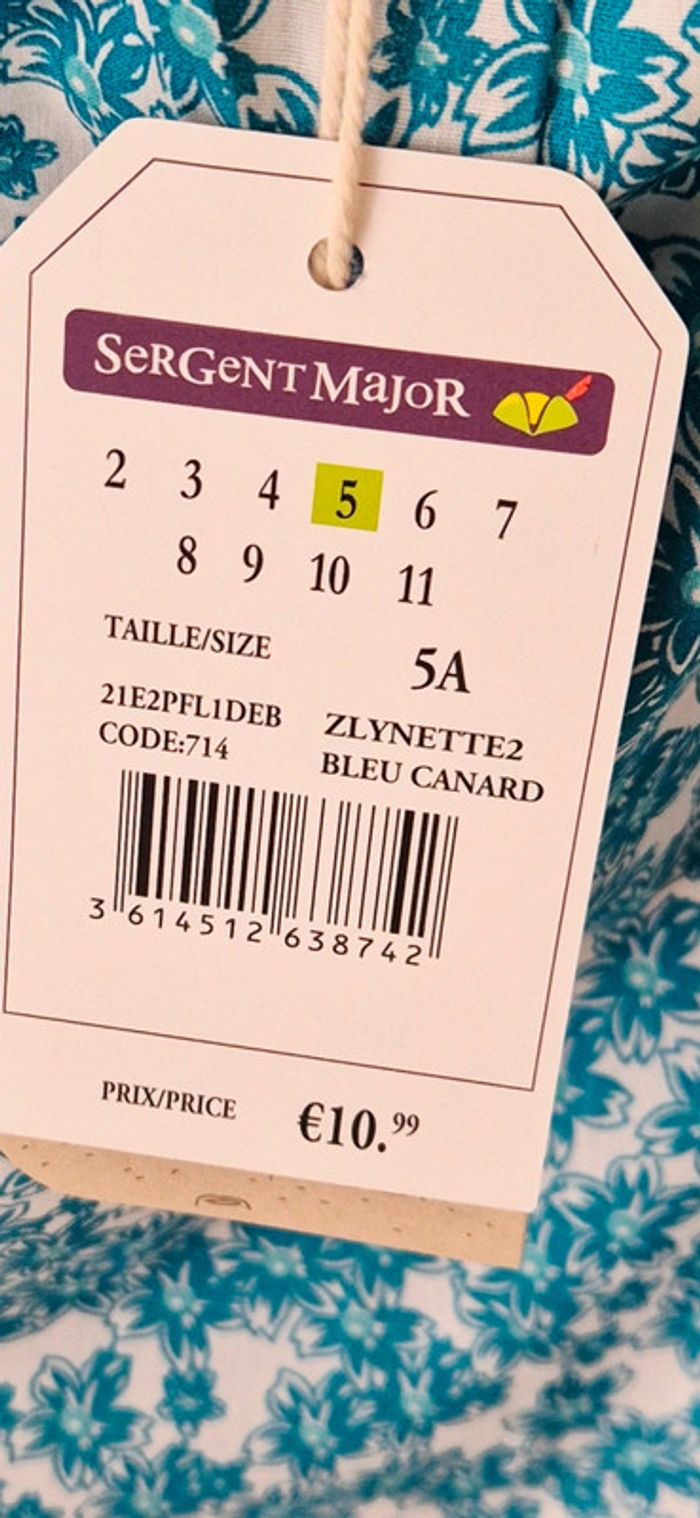 SERGENT MAJOR
2 3 4 5 6 7
8 9 10 11
TAILLE/SIZE 5A
21E2PFL1DEB ZLYNETTE2
CODE:714 BLEU CANARD
3 614512 638742
PRIX/PRICE €10.99